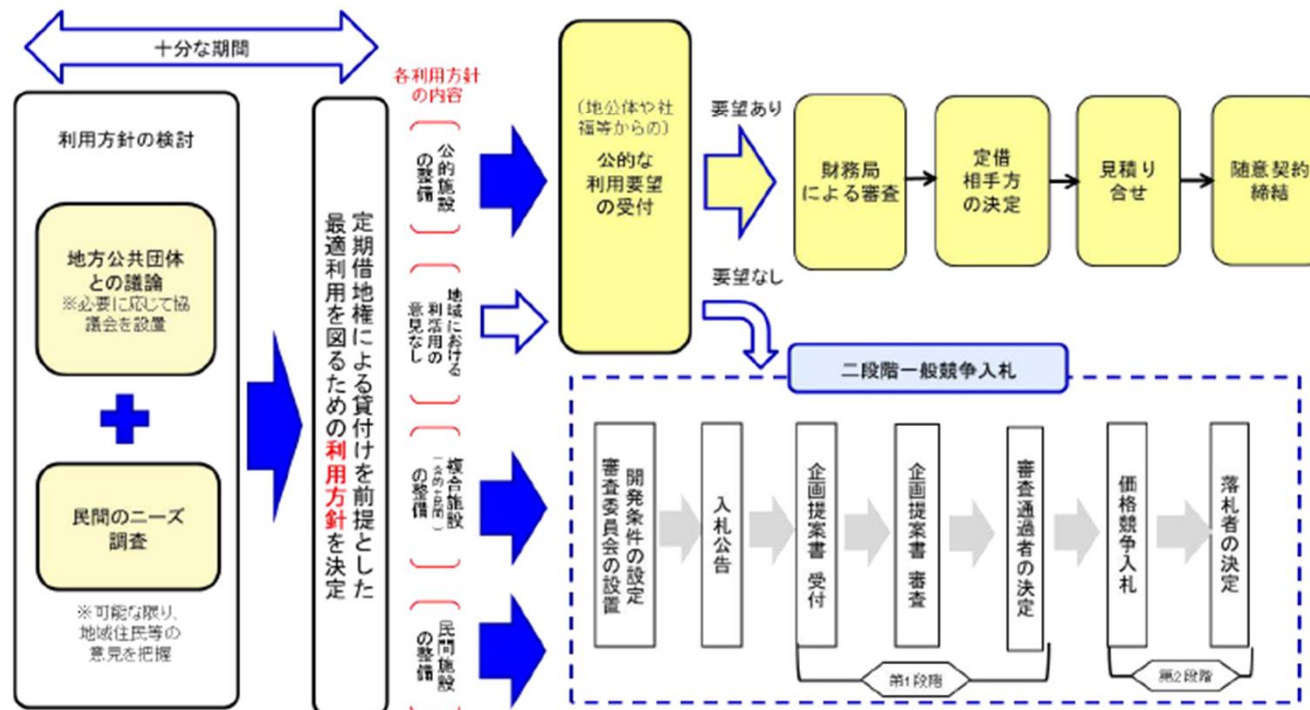 十分な期間
利用方針の検討
地方公共団体
との議論
※必要に応じて協
議会を設置
民間のニーズ
調査
※可能な限り、
地域住民等の
意見を把握
定期借地権による貸付けを前提とした
最適利用を図るための利用方針を決定
各利用方針
の内容
公的施設
の整備
地域における
利活用の
意見なし
複合施設
(公的+民間)
の整備
民間施設
の整備
(地公体や社
福等からの)
公的な
利用要望
の受付
要望あり
財務局
による審査
定借
相手方
の決定
見積り
合せ
随意契約
締結
要望なし
二段階一般競争入札
開発条件の設定
審査委員会の設置
入札公告
企画提案書 受付
企画提案書 審査
審査通過者の決定
価格競争入札
落札者の決定
第1段階
第2段階